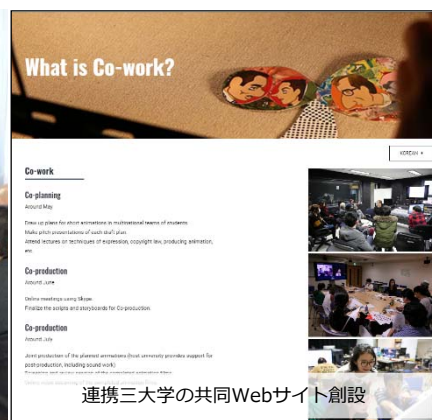 What is Co-work?
KOREAN
Co-work
Co-planning
Around May
Draw up plans for short animations in multinational teams of students.
Make pitch presentations of each draft plan.
Attend lectures on techniques of expression, copyright law, producing animation,
etc.
Co-production
Around June
Online meetings using Skype.
Finalize the scripts and storyboards for Co-production.
Co-production
Around July
Joint production of the planned animations (host university provides support for
post-production, including sound work)
連携三大学の共同Webサイト創設